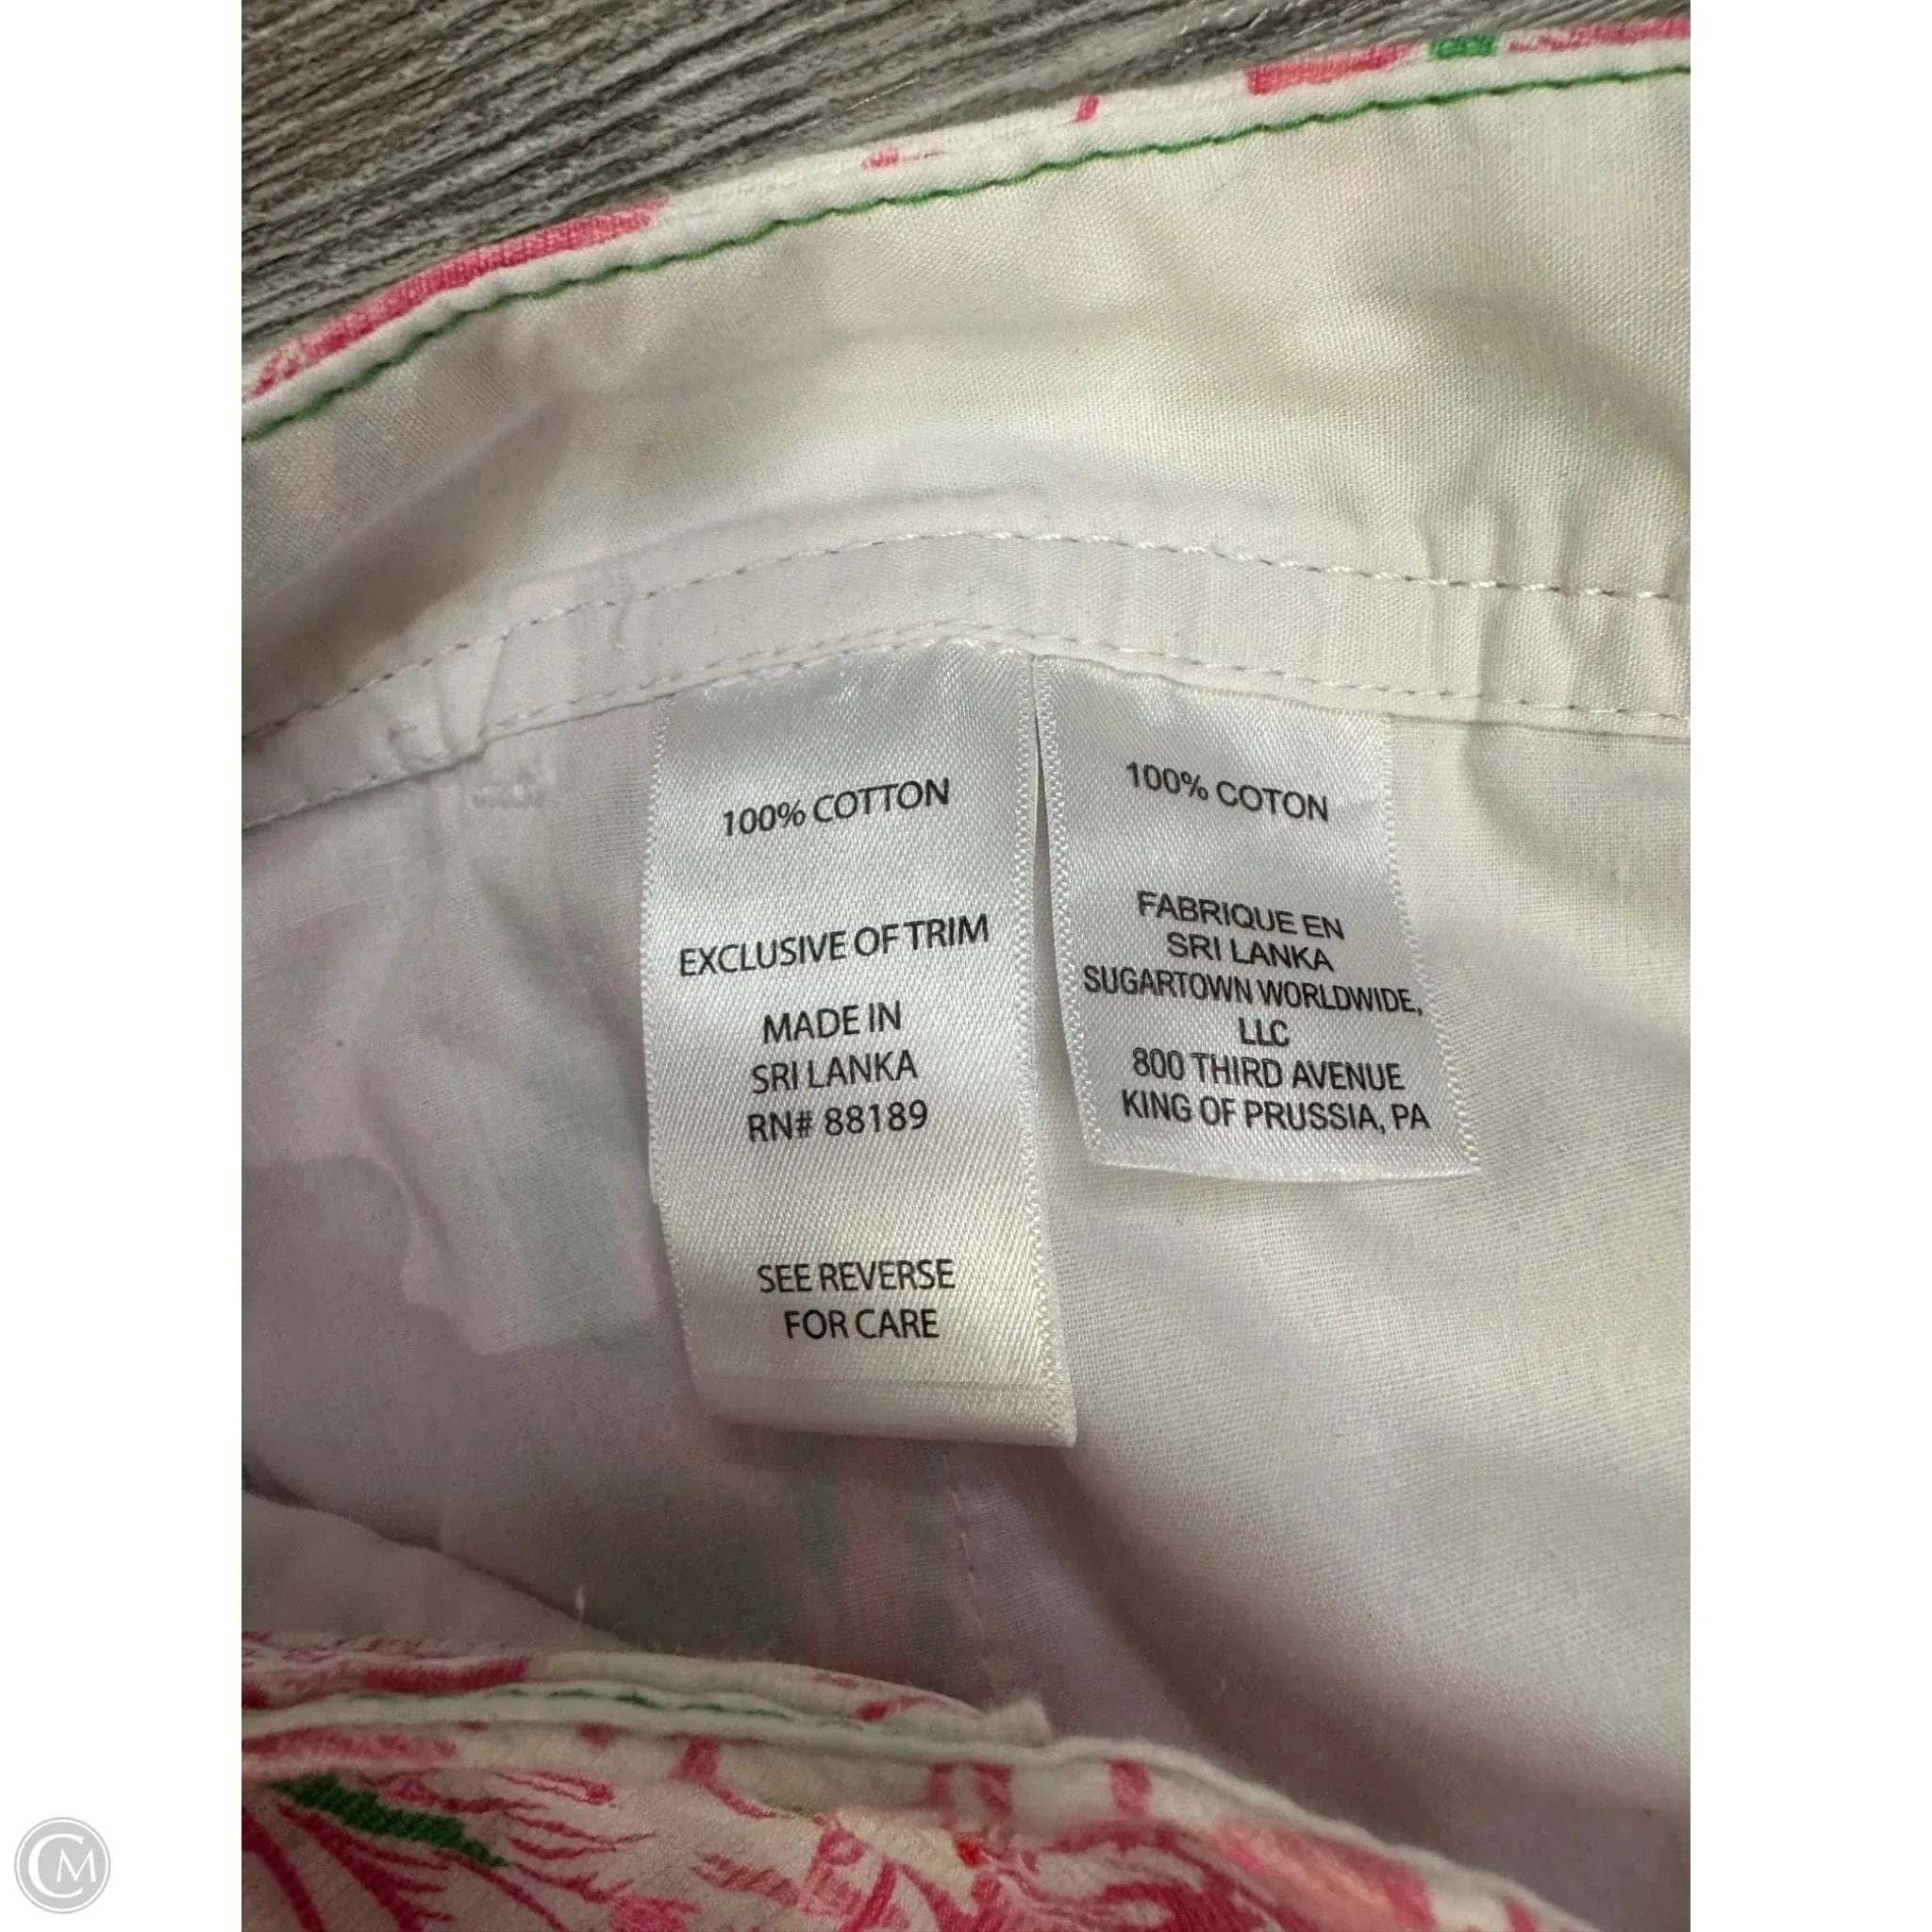 100% COTTON
EXCLUSIVE OF TRIM
MADE IN
SRI LANKA
RN# 88189
SEE REVERSE
FOR CARE
100% COTON
FABRIQUE EN
SRI LANKA
SUGARTOWN WORLDWIDE,
LLC
800 THIRD AVENUE
KING OF PRUSSIA, PA
CM